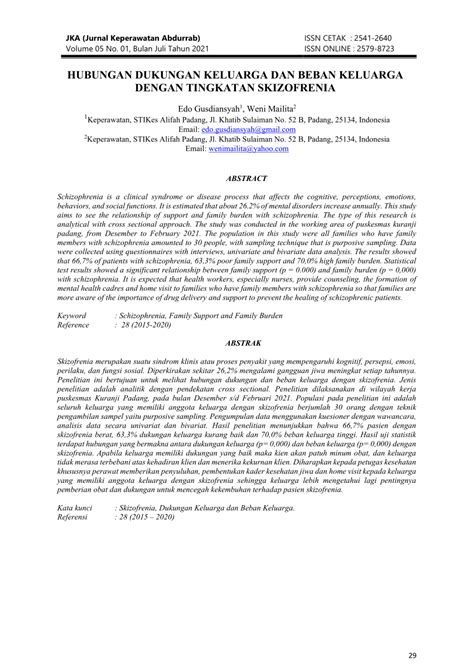 JKA (Jurnal Keperawatan Abdurrab) ISSN CETAK : 2541-2640
Volume 05 No. 01, Bulan Juli Tahun 2021 ISSN ONLINE : 2579-8723
HUBUNGAN DUKUNGAN KELUARGA DAN BEBAN KELUARGA
DENGAN TINGKATAN SKIZOFRENIA
Edo Gusdiansyah¹, Weni Mailita²
¹Keperawatan, STIKes Alifah Padang, Jl. Khatib Sulaiman No. 52 B, Padang, 25134, Indonesia
Email: edo.gusdiansyah@gmail.com
²Keperawatan, STIKes Alifah Padang, Jl. Khatib Sulaiman No. 52 B, Padang, 25134, Indonesia
Email: wenimailita@yahoo.com
ABSTRACT
Schizophrenia is a clinical syndrome or disease process that affects the cognitive, perceptions, emotions,
behaviors, and social functions. It is estimated that about 26.2% of mental disorders increase annually. This study
aims to see the relationship of support and family burden with schizophrenia. The type of this research is
analytical with cross sectional approach. The study was conducted in the working area of puskesmas kuranji
padang, from Desember to February 2021. The population in this study were all families who have family
members with schizophrenia amounted to 30 people, with sampling technique that is purposive sampling. Data
were collected using questionnaires with interviews, univariate and bivariate data analysis. The results showed
that 66,7% of patients with schizophrenia, 63,3% poor family support and 70,0% high family burden. Statistical
test results showed a significant relationship between family support (p = 0.000) and family burden (p = 0,000)
with schizophrenia. It is expected that health workers, especially nurses, provide counseling, the formation of
mental health cadres and home visit to families who have family members with schizophrenia so that families are
more aware of the importance of drug delivery and support to prevent the healing of schizophrenic patients.
Keyword : Schizophrenia, Family Support and Family Burden
Reference : 28 (2015-2020)
ABSTRAK
Skizofrenia merupakan suatu sindrom klinis atau proses penyakit yang mempengaruhi kognitif, persepsi, emosi,
perilaku, dan fungsi sosial. Diperkirakan sekitar 26,2% mengalami gangguan jiwa meningkat setiap tahunnya.
Penelitian ini bertujuan untuk melihat hubungan dukungan dan beban keluarga dengan skizofrenia. Jenis
penelitian adalah analitik dengan pendekatan cross sectional. Penelitian dilaksanakan di wilayah kerja
puskesmas Kuranji Padang, pada bulan Desember s/d Februari 2021. Populasi pada penelitian ini adalah
seluruh keluarga yang memiliki anggota keluarga dengan skizofrenia berjumlah 30 orang dengan teknik
pengambilan sampel yaitu purposive sampling. Pengumpulan data menggunakan kuesioner dengan wawancara,
analisis data secara univariat dan bivariat. Hasil penelitian menunjukkan bahwa 66,7% pasien dengan
skizofrenia berat, 63,3% dukungan keluarga kurang baik dan 70,0% beban keluarga tinggi. Hasil uji statistik
terdapat hubungan yang bermakna antara dukungan keluarga (p= 0,000) dan beban keluarga (p= 0,000) dengan
skizofrenia. Apabila keluarga memiliki dukungan yang baik maka kien akan patuh minum obat, dan keluarga
tidak merasa terbebani atas kehadiran klien dan menerika kekurnan klien. Diharapkan kepada petugas kesehatan
khususnya perawat memberikan penyuluhan, pembentukan kader kesehatan jiwa dan home visit kepada keluarga
yang memiliki anggota keluarga dengan skizofrenia sehingga keluarga lebih mengetahui lagi pentingnya
pemberian obat dan dukungan untuk mencegah kekembuhan terhadap pasien skizofrenia.
Kata kunci : Skizofrenia, Dukungan Keluarga dan Beban Keluarga.
Referensi : 28 (2015 – 2020)
29